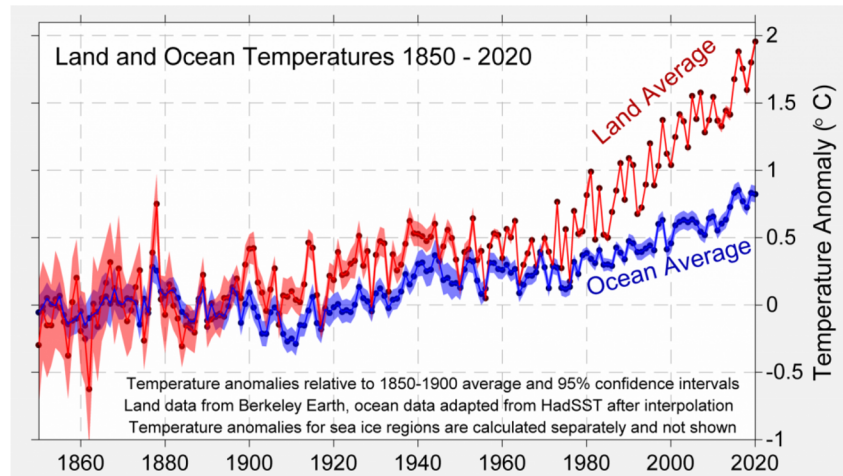 Land and Ocean Temperatures 1850 - 2020
Land Average
Ocean Average
2
1.5
1
0.5
0
-0.5
-1
Temperature Anomaly (° C)
Temperature anomalies relative to 1850-1900 average and 95% confidence intervals
Land data from Berkeley Earth, ocean data adapted from HadSST after interpolation
Temperature anomalies for sea ice regions are calculated separately and not shown
1860 1880 1900 1920 1940 1960 1980 2000 2020